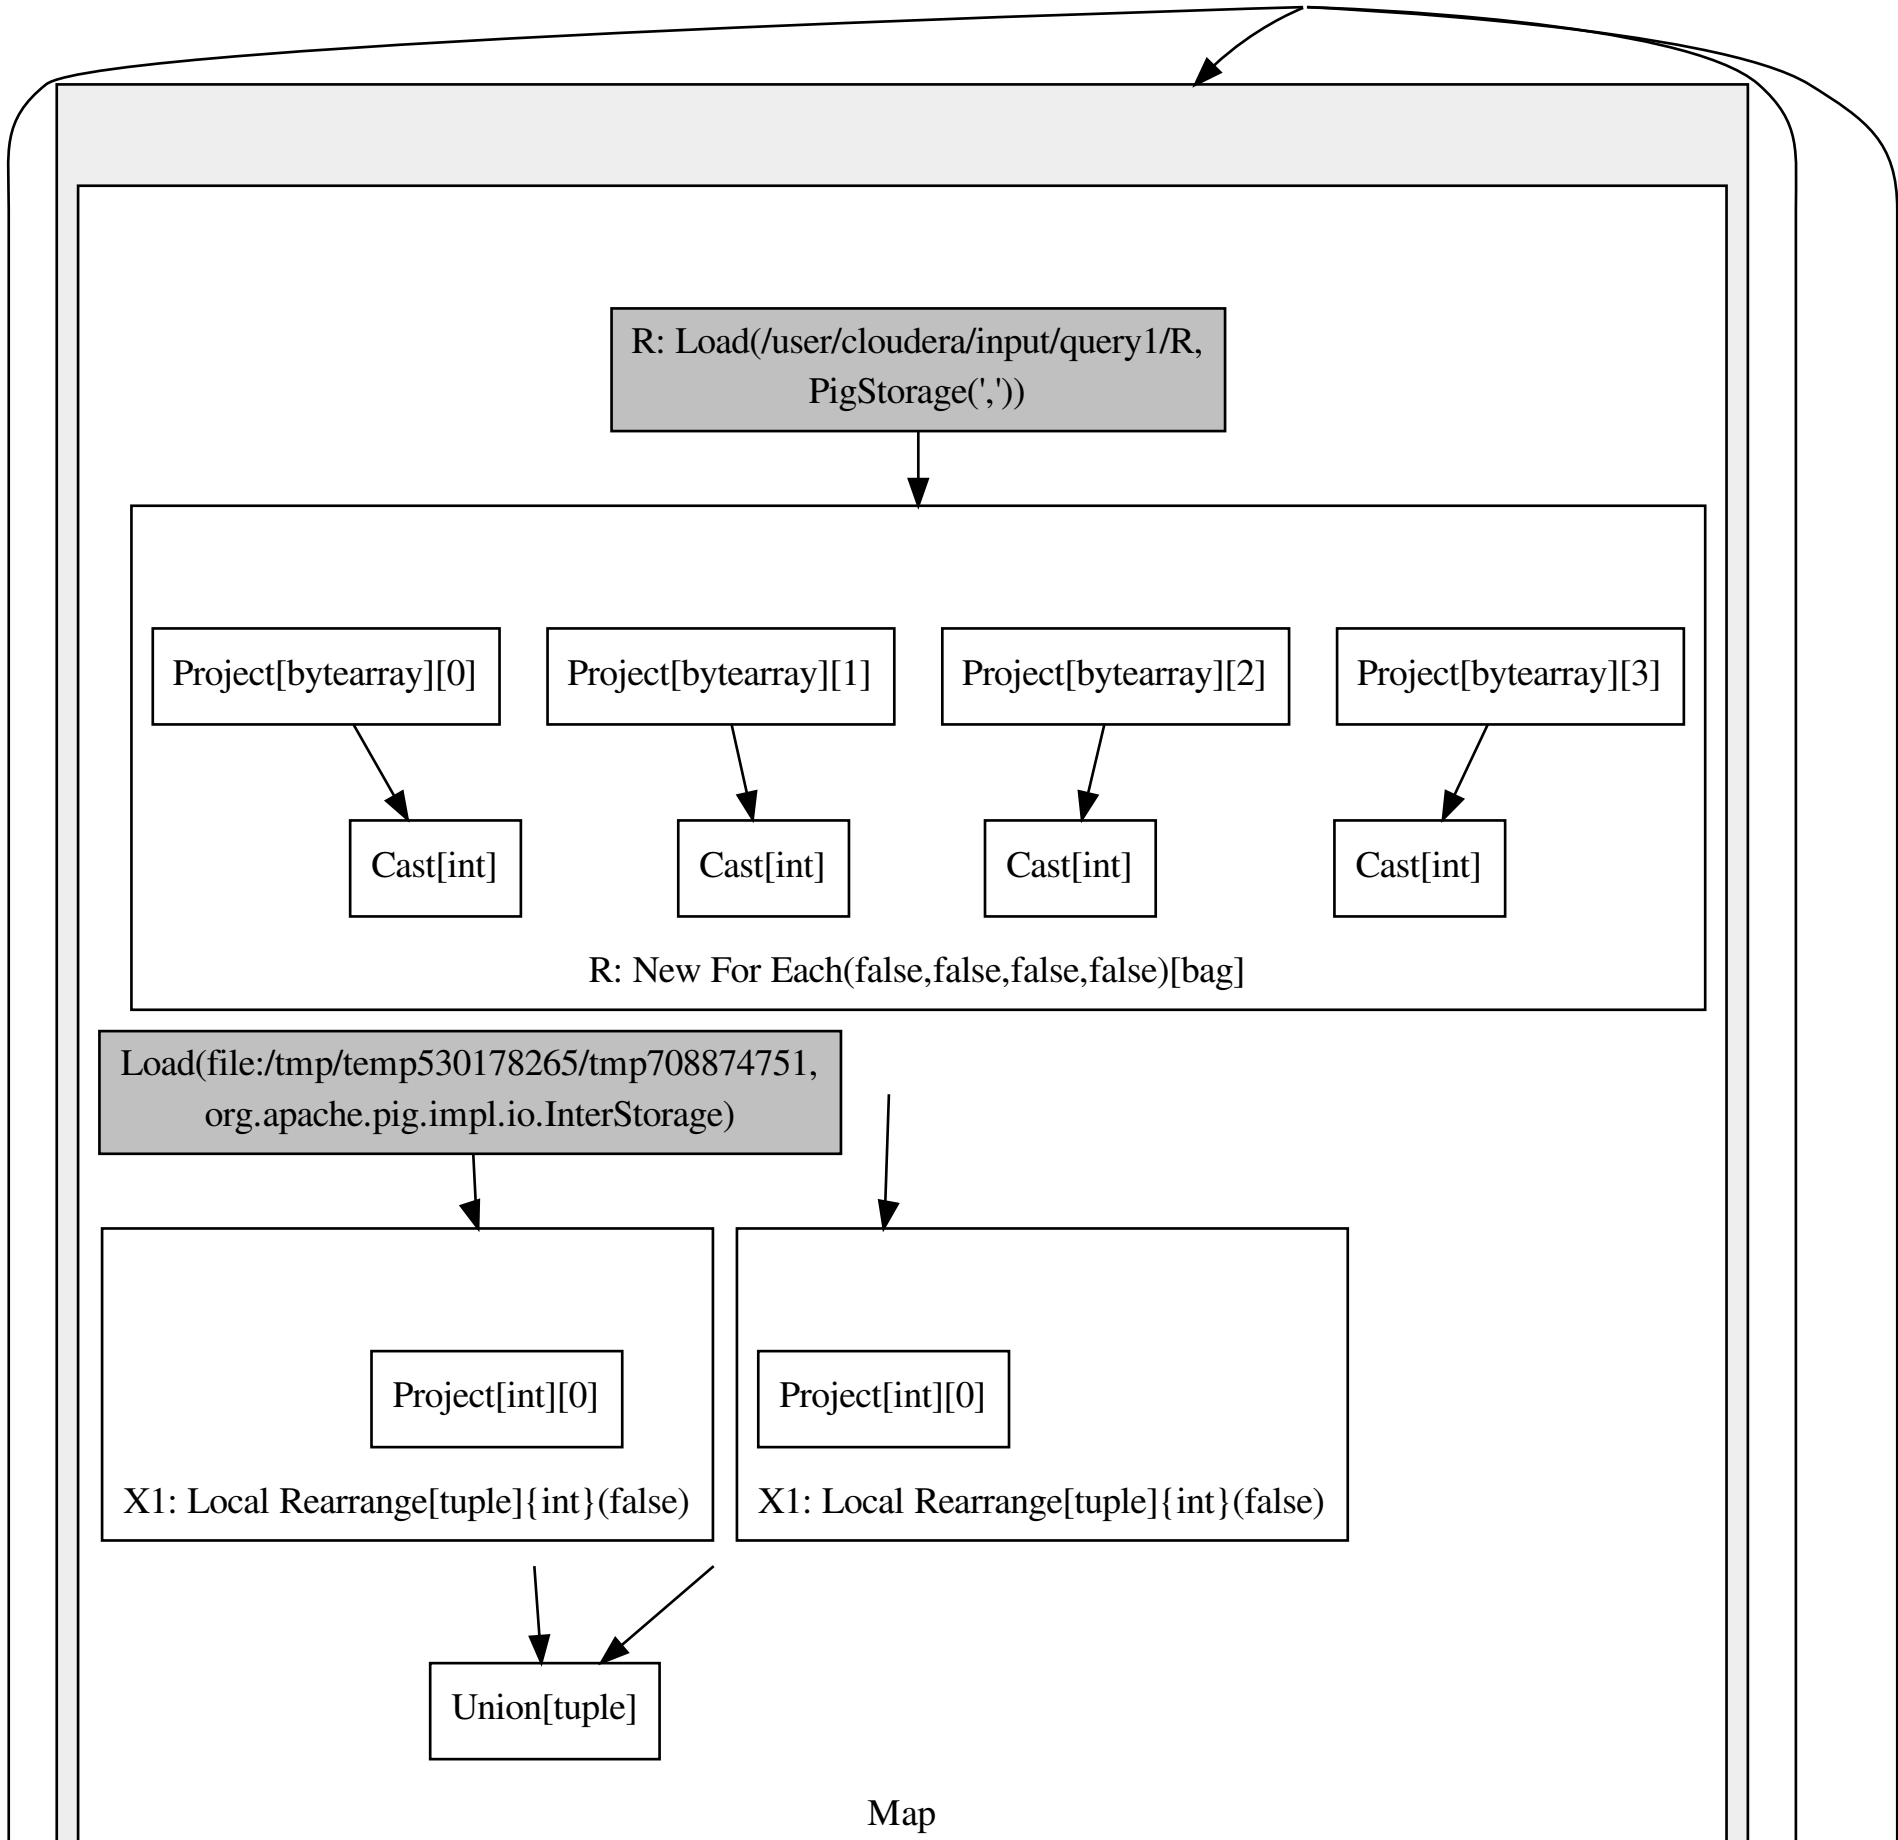 R: Load(/user/cloudera/input/query1/R,
PigStorage(','))
Project[bytearray][0]
Project[bytearray][1]
Project[bytearray][2]
Project[bytearray][3]
Cast[int]
Cast[int]
Cast[int]
Cast[int]
R: New For Each(false,false,false,false)[bag]
Load(file:/tmp/temp530178265/tmp708874751,
org.apache.pig.impl.io.InterStorage)
Project[int][0]
X1: Local Rearrange[tuple]{int}(false)
Project[int][0]
X1: Local Rearrange[tuple]{int}(false)
Union[tuple]
Map